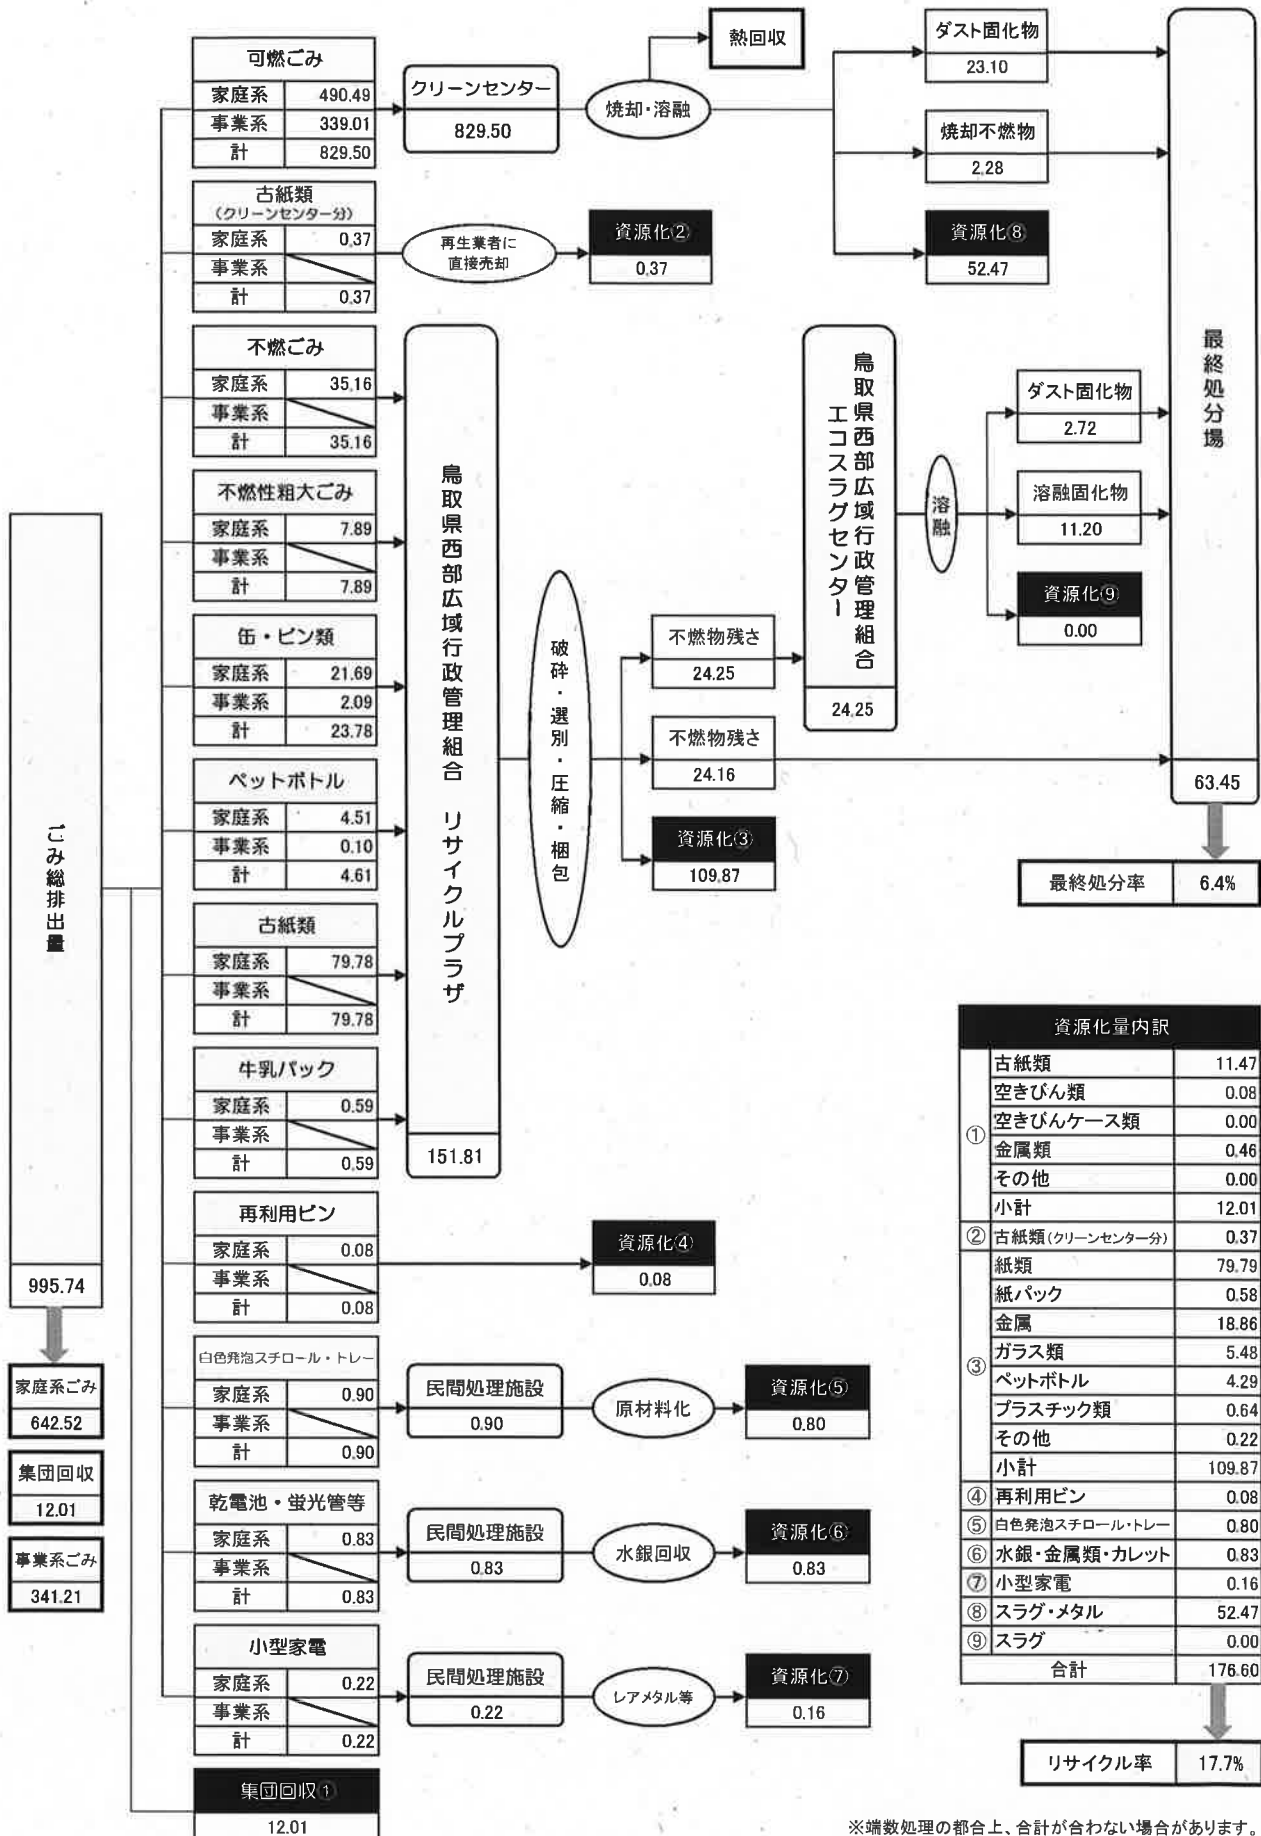 可燃ごみ
家庭系 490.49
事業系 339.01
計 829.50
クリーンセンター
829.50
焼却・溶融
熱回収
ダスト固化物
23.10
焼却不燃物
2.28
資源化⑧
52.47
古紙類
(クリーンセンター分)
家庭系 0.37
事業系
計 0.37
再生業者に
直接売却
資源化②
0.37
不燃ごみ
家庭系 35.16
事業系
計 35.16
不燃性粗大ごみ
家庭系 7.89
事業系
計 7.89
缶・ビン類
家庭系 21.69
事業系 2.09
計 23.78
ペットボトル
家庭系 4.51
事業系 0.10
計 4.61
古紙類
家庭系 79.78
事業系
計 79.78
牛乳パック
家庭系 0.59
事業系
計 0.59
鳥取県西部広域行政管理組合 リサイクルプラザ
151.81
破砕・選別・圧縮・梱包
不燃物残さ
24.25
不燃物残さ
24.16
資源化③
109.87
鳥取県西部広域行政管理組合
エコスラグセンター
24.25
溶融
ダスト固化物
2.72
溶融固化物
11.20
資源化⑨
0.00
最終処分場
63.45
最終処分率 6.4%
ごみ総排出量
995.74
家庭系ごみ
642.52
集団回収
12.01
事業系ごみ
341.21
再利用ビン
家庭系 0.08
事業系
計 0.08
資源化④
0.08
白色発泡スチロール・トレー
家庭系 0.90
事業系
計 0.90
民間処理施設
0.90
原材料化
資源化⑤
0.80
乾電池・蛍光管等
家庭系 0.83
事業系
計 0.83
民間処理施設
0.83
水銀回収
資源化⑥
0.83
小型家電
家庭系 0.22
事業系
計 0.22
民間処理施設
0.22
レアメタル等
資源化⑦
0.16
集団回収①
12.01
資源化量内訳
① 古紙類 11.47
空きびん類 0.08
空きびんケース類 0.00
金属類 0.46
その他 0.00
小計 12.01
② 古紙類(クリーンセンター分) 0.37
③ 紙類 79.79
紙パック 0.58
金属 18.86
ガラス類 5.48
ペットボトル 4.29
プラスチック類 0.64
その他 0.22
小計 109.87
④ 再利用ビン 0.08
⑤ 白色発泡スチロール・トレー 0.80
⑥ 水銀・金属類・カレット 0.83
⑦ 小型家電 0.16
⑧ スラグ・メタル 52.47
⑨ スラグ 0.00
合計 176.60
リサイクル率 17.7%
※端数処理の都合上、合計が合わない場合があります。